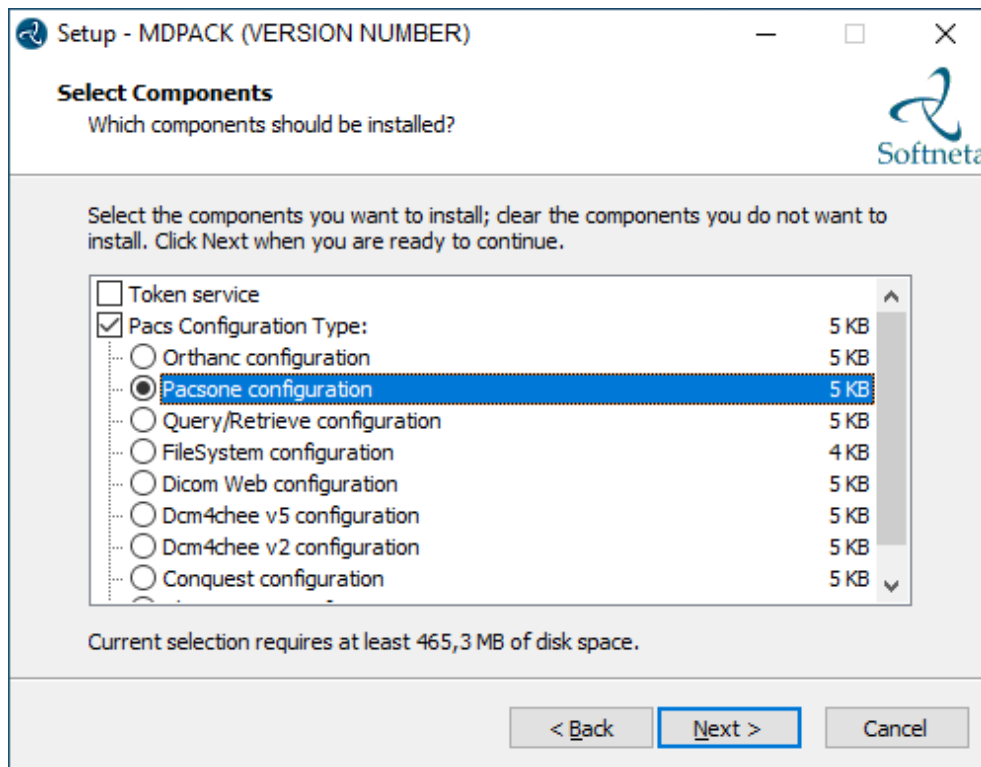 Setup - MDPACK (VERSION NUMBER)
Select Components
Which components should be installed?
Softneta
Select the components you want to install; clear the components you do not want to
install. Click Next when you are ready to continue.
Token service
Pacs Configuration Type: 5 KB
Orthanc configuration 5 KB
Pacsone configuration 5 KB
Query/Retrieve configuration 5 KB
FileSystem configuration 4 KB
Dicom Web configuration 5 KB
Dcm4chee v5 configuration 5 KB
Dcm4chee v2 configuration 5 KB
Conquest configuration 5 KB
Current selection requires at least 465,3 MB of disk space.
< Back Next > Cancel